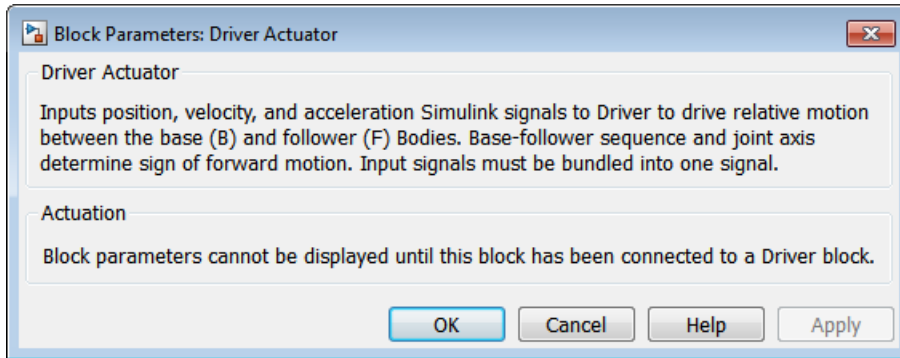 Block Parameters: Driver Actuator
Driver Actuator
Inputs position, velocity, and acceleration Simulink signals to Driver to drive relative motion
between the base (B) and follower (F) Bodies. Base-follower sequence and joint axis
determine sign of forward motion. Input signals must be bundled into one signal.
Actuation
Block parameters cannot be displayed until this block has been connected to a Driver block.
OK Cancel Help Apply